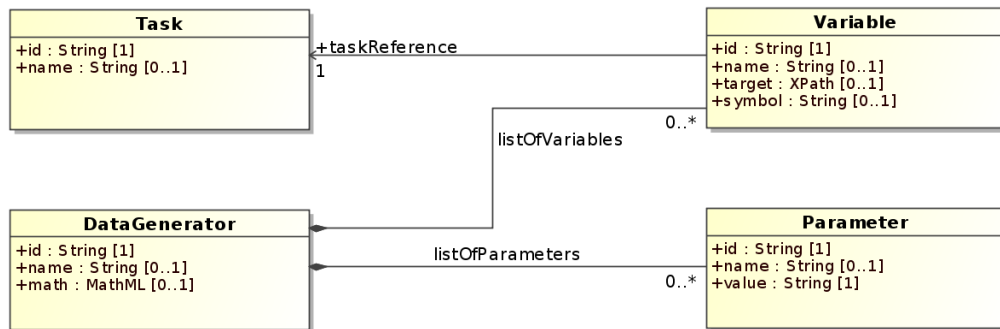 Task
+id : String [1]
+name : String [0..1]
+taskReference
1
Variable
+id : String [1]
+name : String [0..1]
+target : XPath [0..1]
+symbol : String [0..1]
0..*
listOfVariables
DataGenerator
+id : String [1]
+name : String [0..1]
+math : MathML [0..1]
listOfParameters
0..*
Parameter
+id : String [1]
+name : String [0..1]
+value : String [1]